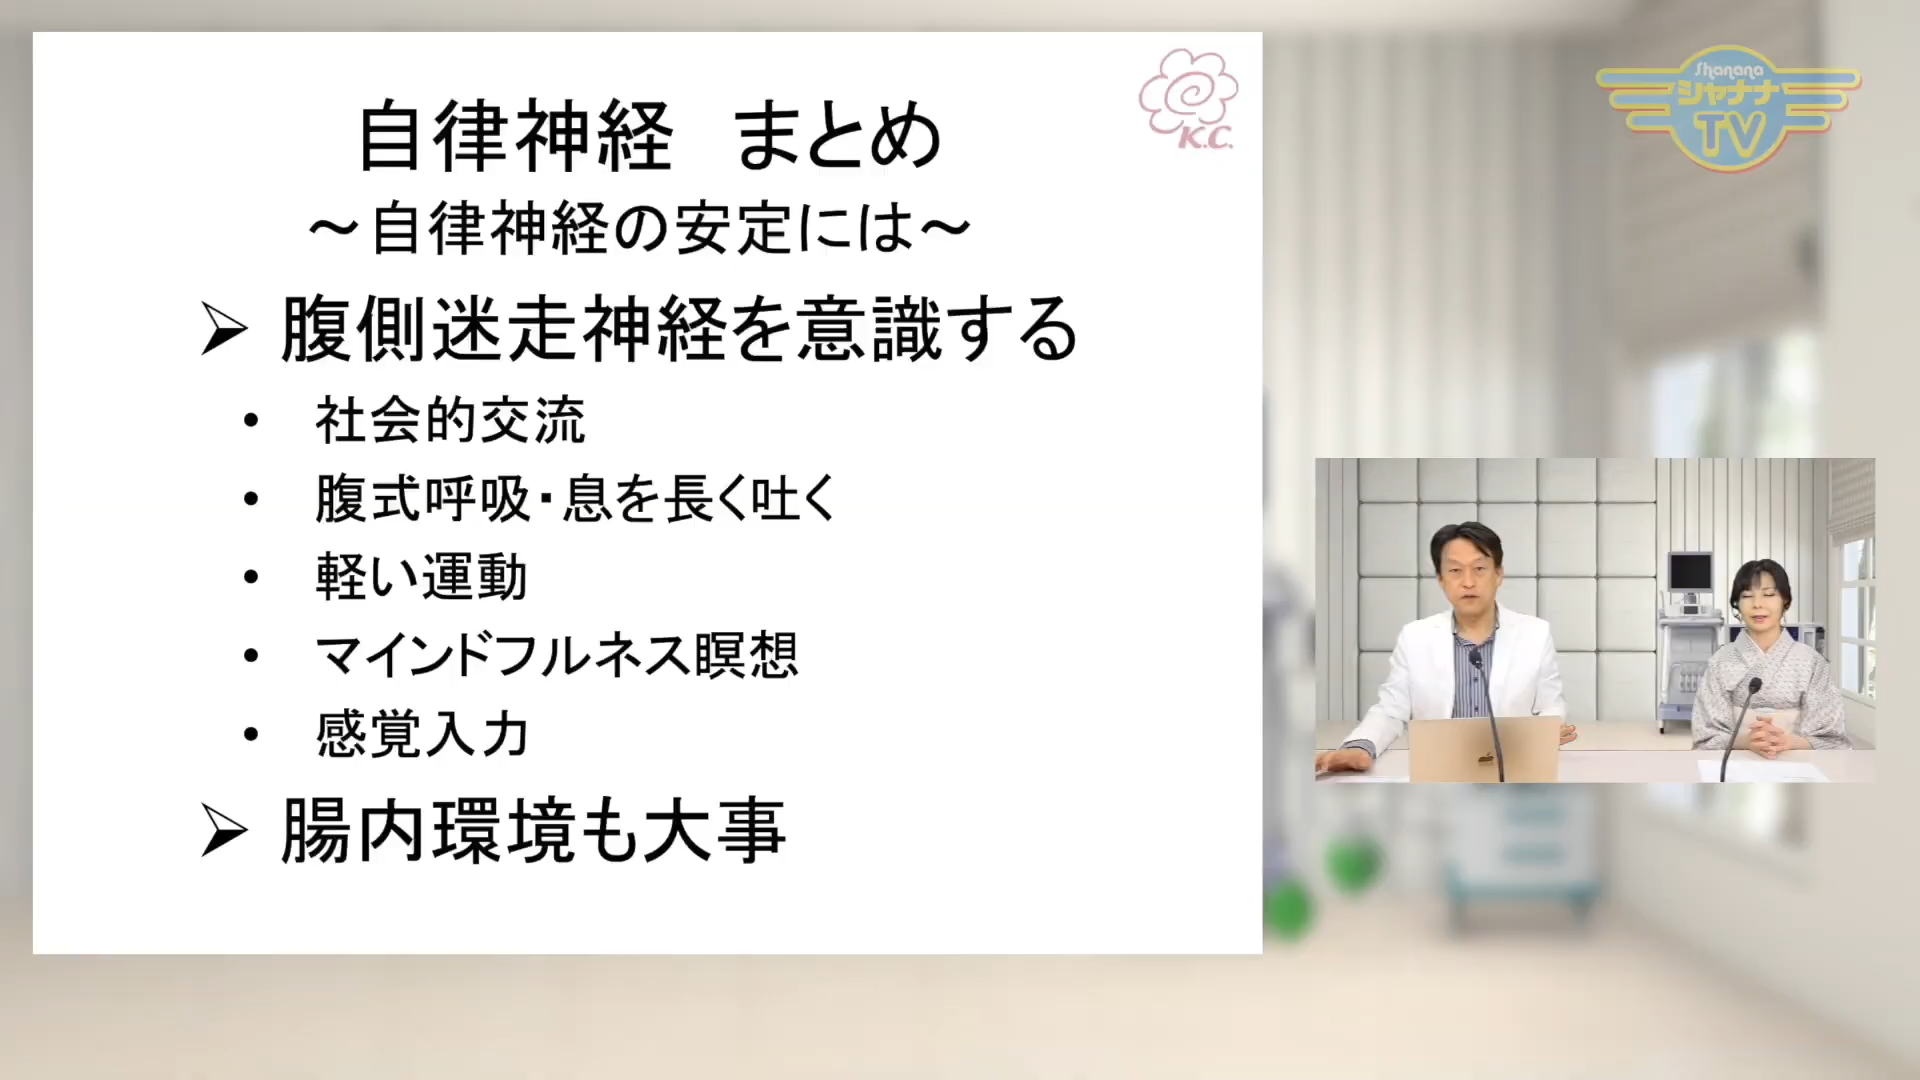 自律神経　まとめ
～自律神経の安定には～
➢ 腹側迷走神経を意識する
• 社会的交流
• 腹式呼吸・息を長く吐く
• 軽い運動
• マインドフルネス瞑想
• 感覚入力
➢ 腸内環境も大事
K.C.
Shanana
シャナナ
TV